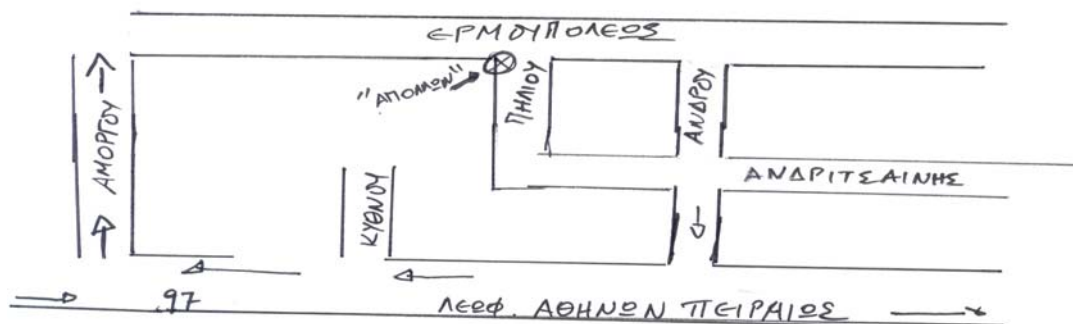 ΕΡΜΟΥΠΟΛΕΩΣ
"ΑΠΟΛΛΩΝ"
ΠΗΛΙΟΥ
ΑΝΔΡΟΥ
ΑΜΟΡΓΟΥ
ΚΥΘΝΟΥ
ΑΝΔΡΙΤΣΑΙΝΗΣ
97
ΛΕΩΦ. ΑΘΗΝΩΝ ΠΕΙΡΑΙΩΣ